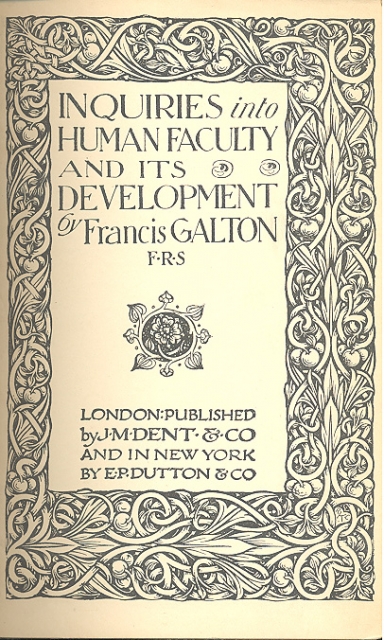 INQUIRIES into
HUMAN FACULTY
AND ITS
DEVELOPMENT
by Francis GALTON
F·R·S
LONDON:PUBLISHED
by J·M·DENT·&·CO
AND IN NEW YORK
BY E·P·DUTTON & CO